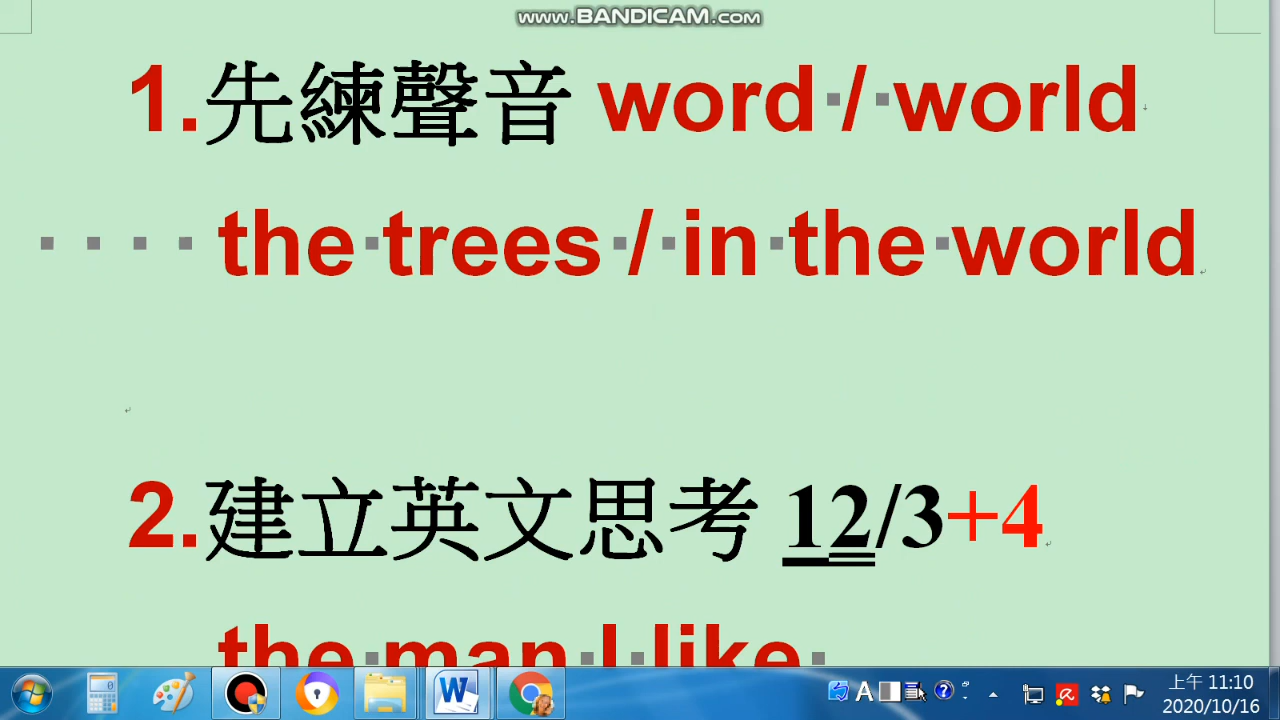 www.BANDICAM.com
1.先練聲音 word / world
the trees / in the world
2.建立英文思考 12/3+4
the man I like
上午 11:10
2020/10/16